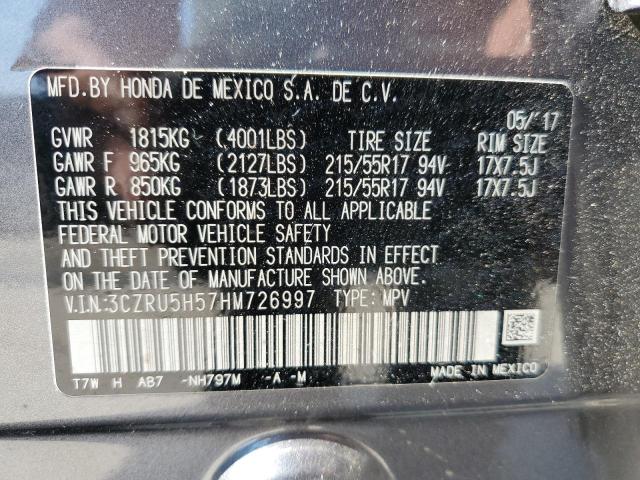 MFD.BY HONDA DE MEXICO S.A. DE C.V.
05/'17
GVWR 1815KG (4001LBS) TIRE SIZE RIM SIZE
GAWR F 965KG (2127LBS) 215/55R17 94V 17X7.5J
GAWR R 850KG (1873LBS) 215/55R17 94V 17X7.5J
THIS VEHICLE CONFORMS TO ALL APPLICABLE
FEDERAL MOTOR VEHICLE SAFETY
AND THEFT PREVENTION STANDARDS IN EFFECT
ON THE DATE OF MANUFACTURE SHOWN ABOVE.
V.I.N:3CZRU5H57HM726997 TYPE: MPV
T7W H AB7 -NH797M -A -M
MADE IN MEXICO